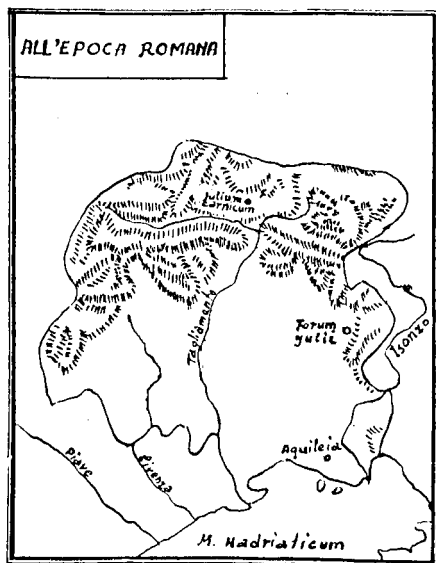 ALL'EPOCA ROMANA
Iulium
Carnicum
Tagliamento
Forum
Iulii
Isonzo
Aquileia
Piave
Livenza
M. Hadriaticum